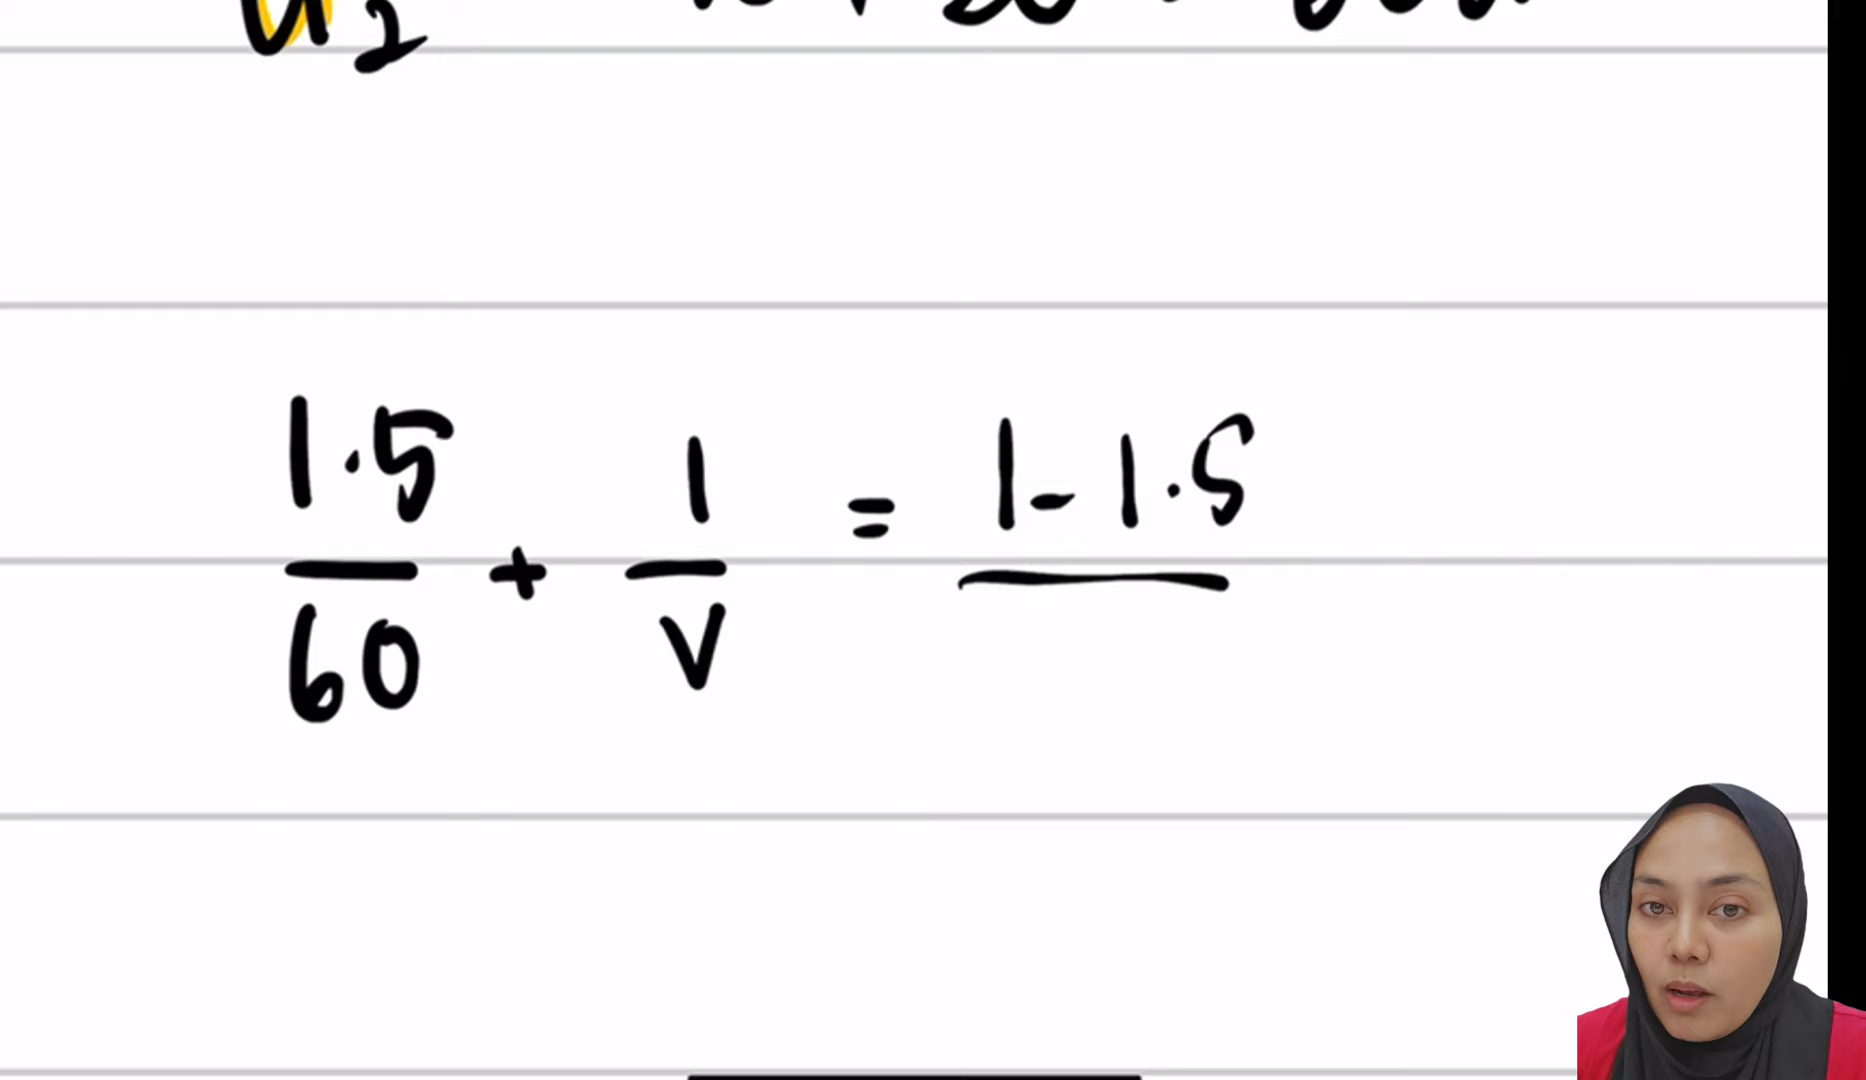 1.5/60 + 1/v = 1-1.5/